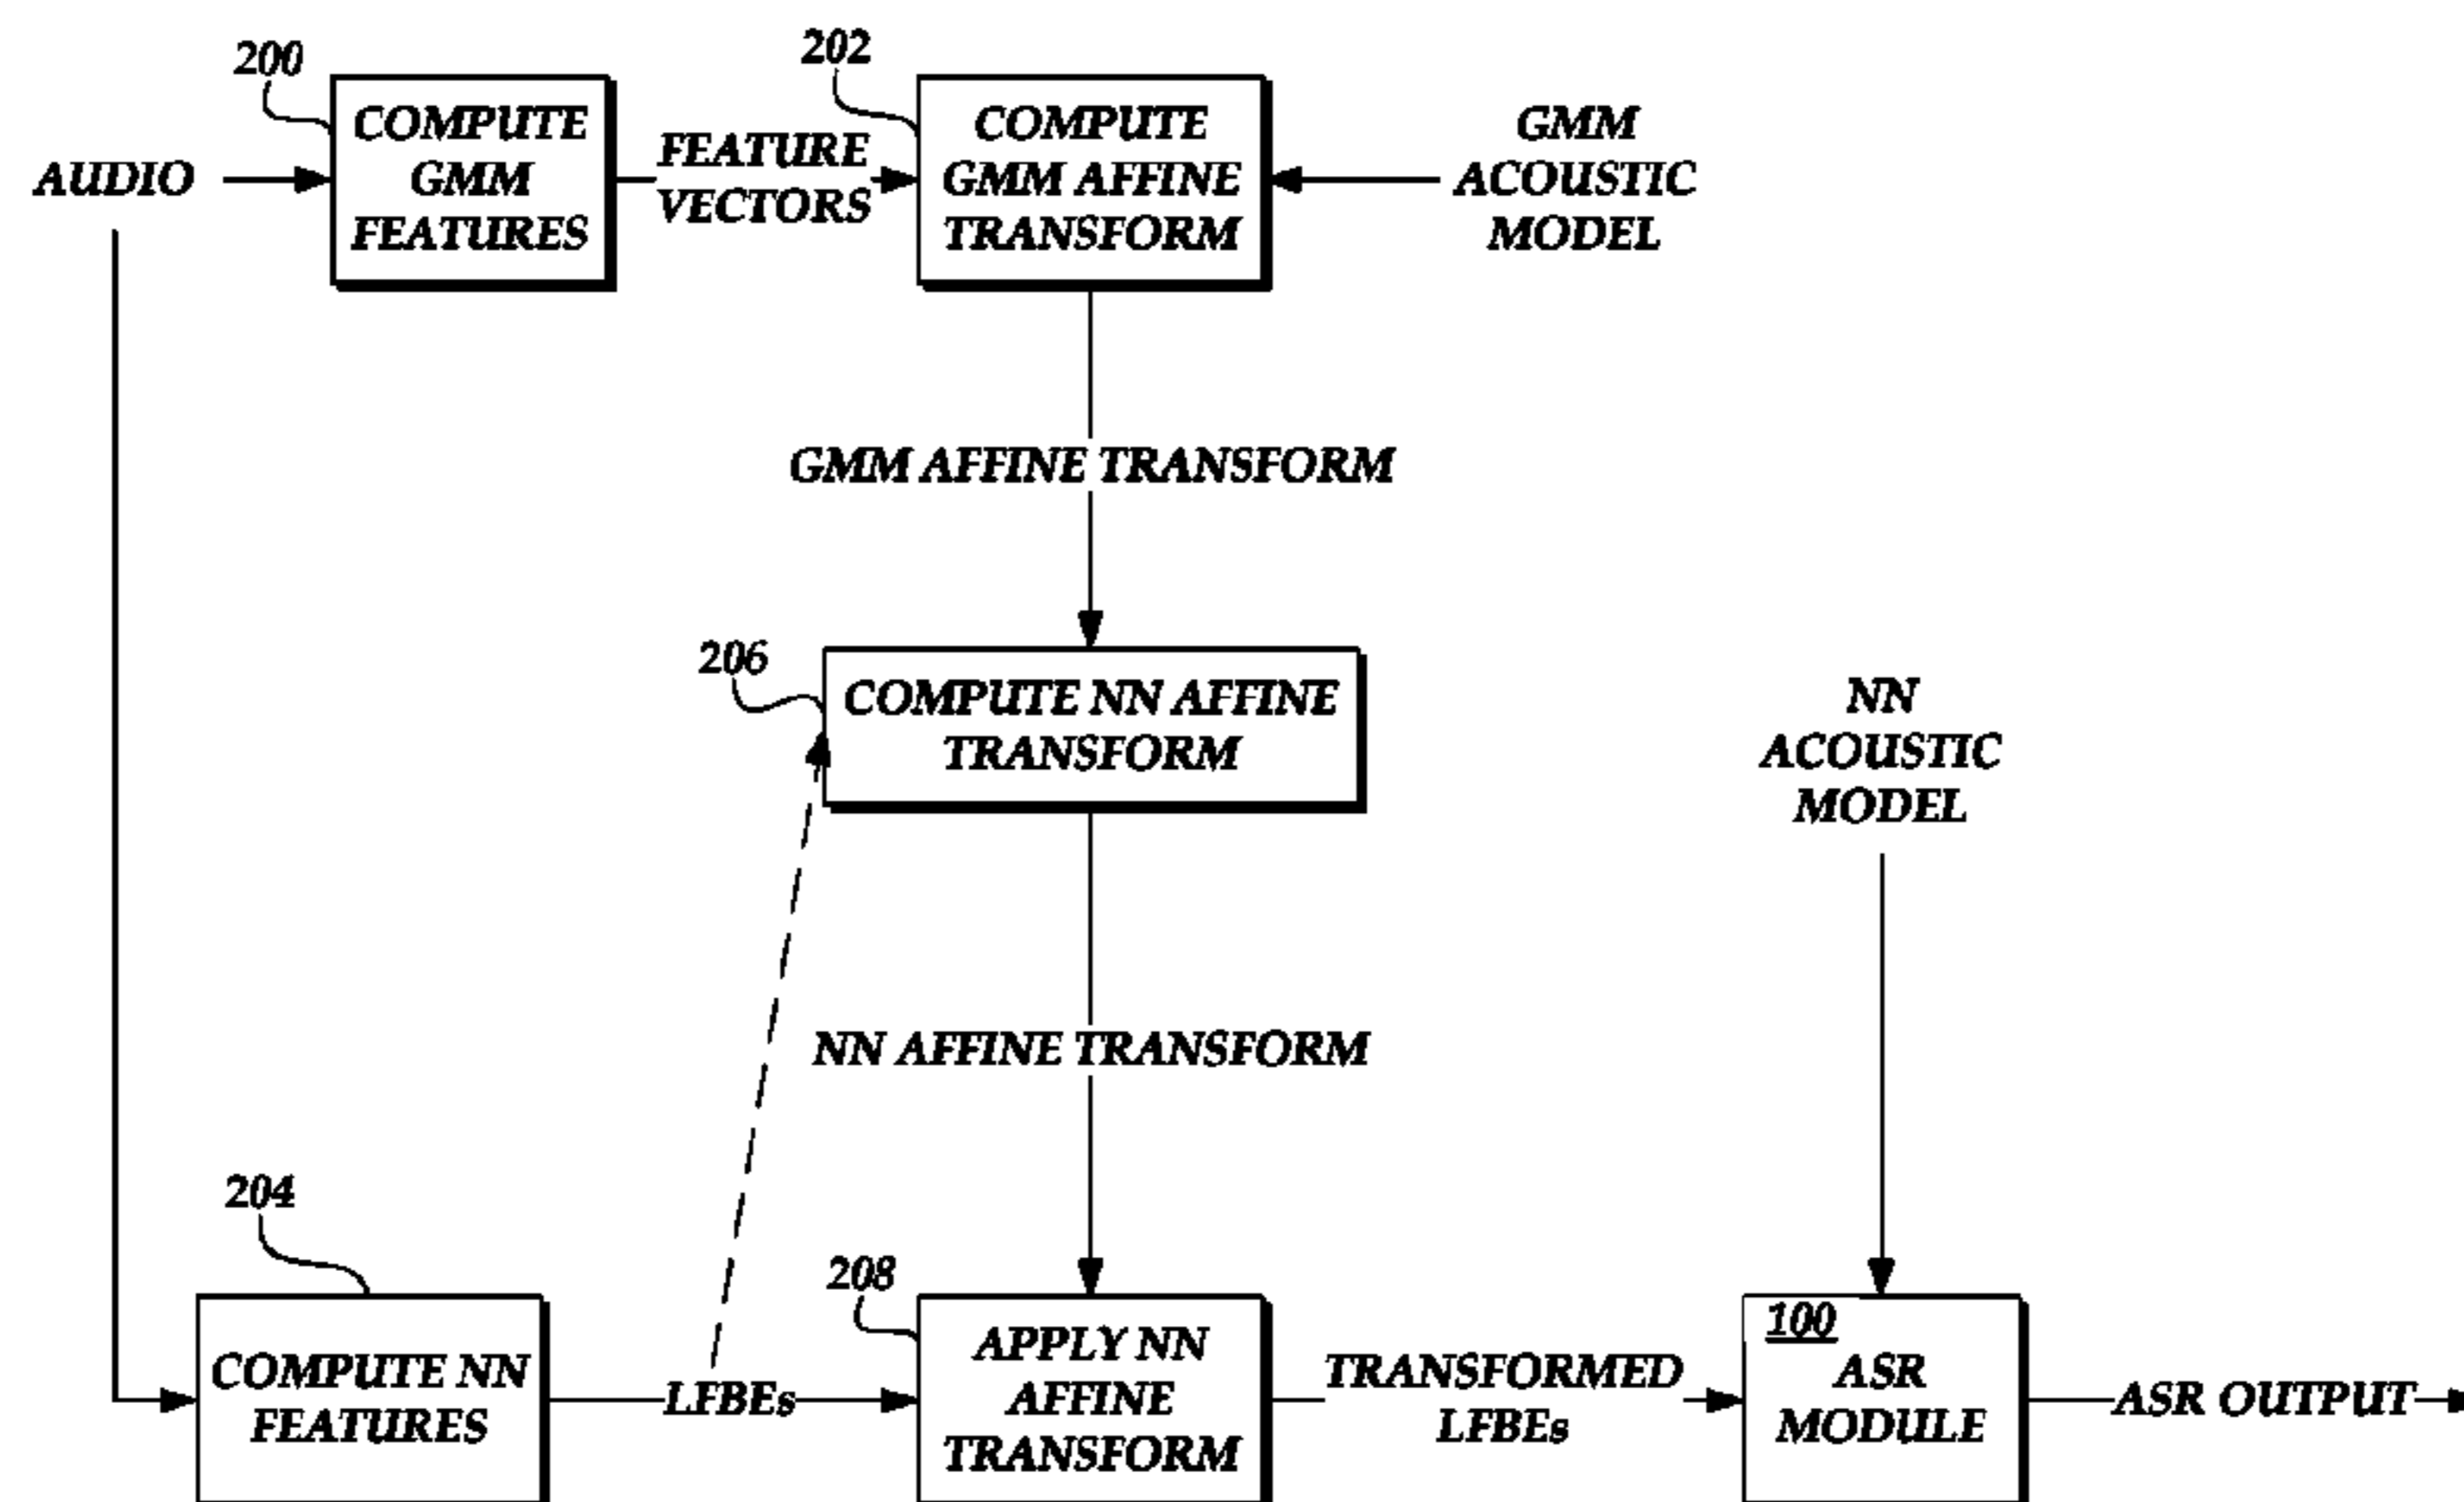 200
202
AUDIO
COMPUTE
GMM
FEATURES
FEATURE
VECTORS
COMPUTE
GMM AFFINE
TRANSFORM
GMM
ACOUSTIC
MODEL
GMM AFFINE TRANSFORM
206
COMPUTE NN AFFINE
TRANSFORM
NN
ACOUSTIC
MODEL
NN AFFINE TRANSFORM
204
208
COMPUTE NN
FEATURES
LFBEs
APPLY NN
AFFINE
TRANSFORM
TRANSFORMED
LFBEs
100
ASR
MODULE
ASR OUTPUT